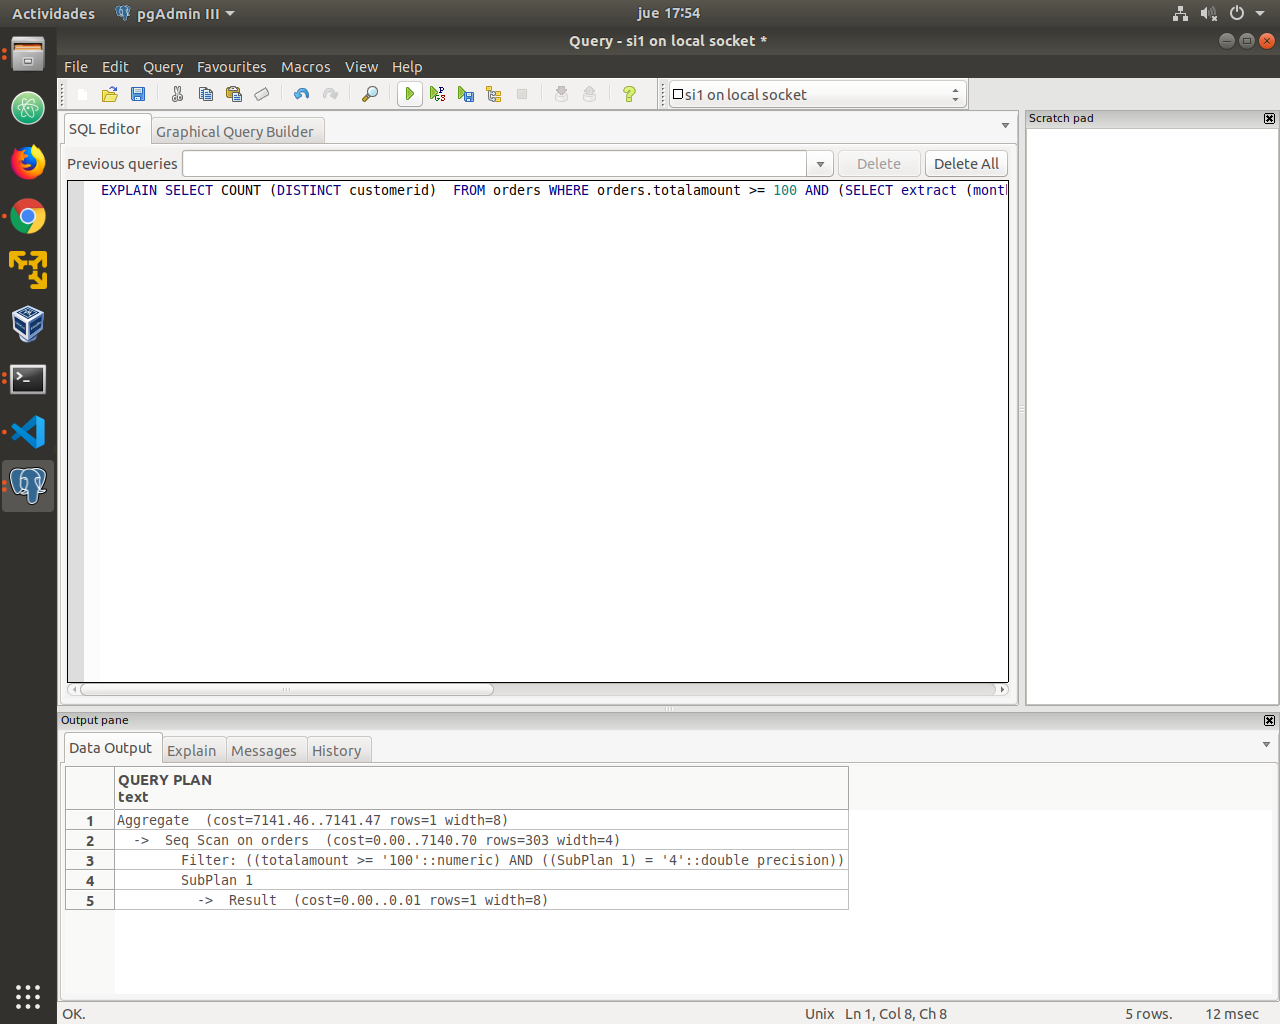 Actividades pgAdmin III jue 17:54
Query - si1 on local socket *
File Edit Query Favourites Macros View Help
si1 on local socket
SQL Editor Graphical Query Builder
Scratch pad
Previous queries Delete Delete All
EXPLAIN SELECT COUNT (DISTINCT customerid)  FROM orders WHERE orders.totalamount >= 100 AND (SELECT extract (month
Output pane
Data Output Explain Messages History
QUERY PLAN
text
1 Aggregate  (cost=7141.46..7141.47 rows=1 width=8)
2 ->  Seq Scan on orders  (cost=0.00..7140.70 rows=303 width=4)
3 Filter: ((totalamount >= '100'::numeric) AND ((SubPlan 1) = '4'::double precision))
4 SubPlan 1
5 ->  Result  (cost=0.00..0.01 rows=1 width=8)
OK. Unix Ln 1, Col 8, Ch 8 5 rows. 12 msec